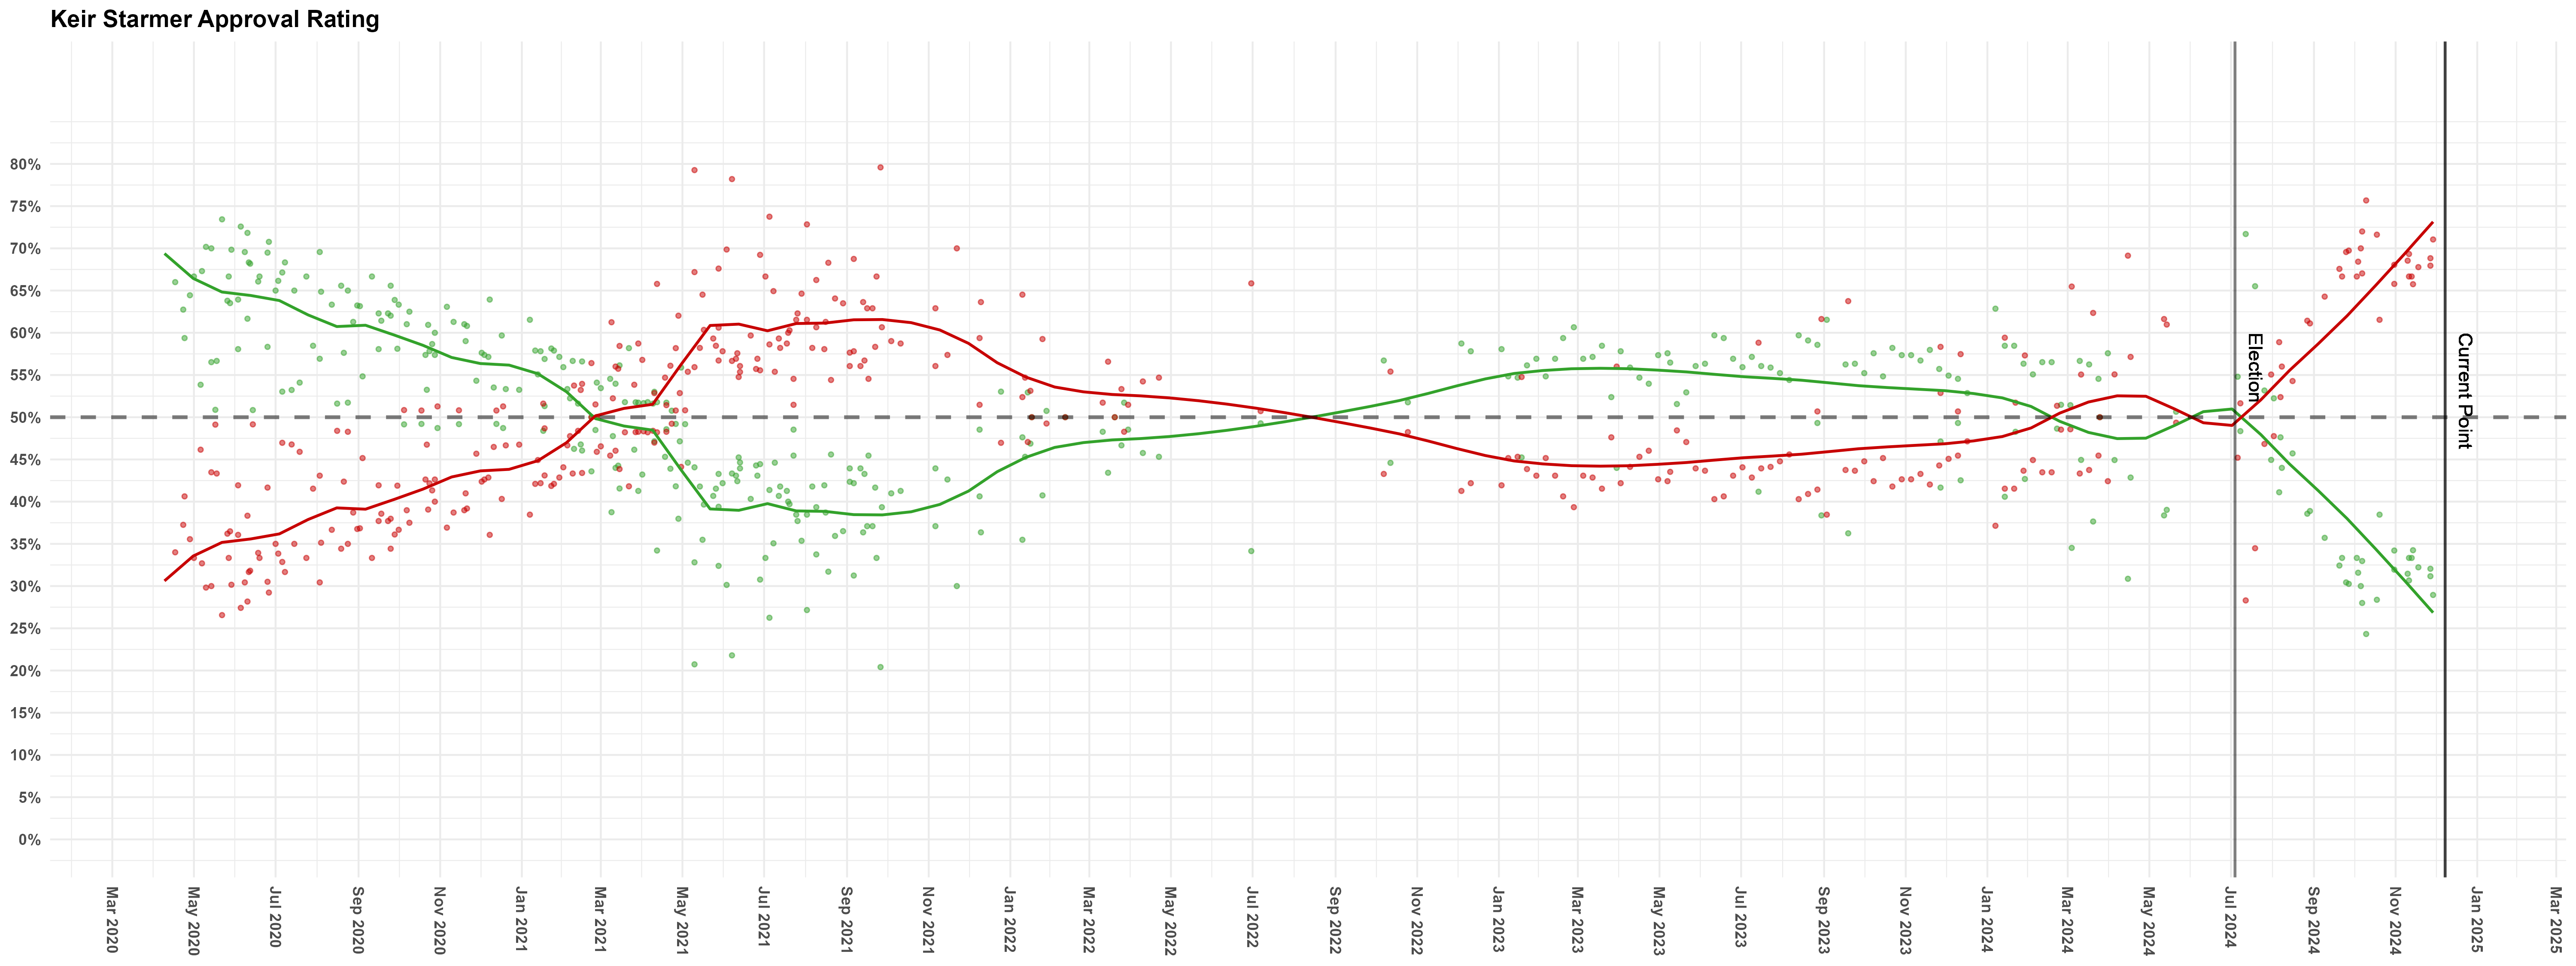 Keir Starmer Approval Rating
80%
75%
70%
65%
60%
55%
50%
45%
40%
35%
30%
25%
20%
15%
10%
5%
0%
Election
Current Point
Mar 2020
May 2020
Jul 2020
Sep 2020
Nov 2020
Jan 2021
Mar 2021
May 2021
Jul 2021
Sep 2021
Nov 2021
Jan 2022
Mar 2022
May 2022
Jul 2022
Sep 2022
Nov 2022
Jan 2023
Mar 2023
May 2023
Jul 2023
Sep 2023
Nov 2023
Jan 2024
Mar 2024
May 2024
Jul 2024
Sep 2024
Nov 2024
Jan 2025
Mar 2025